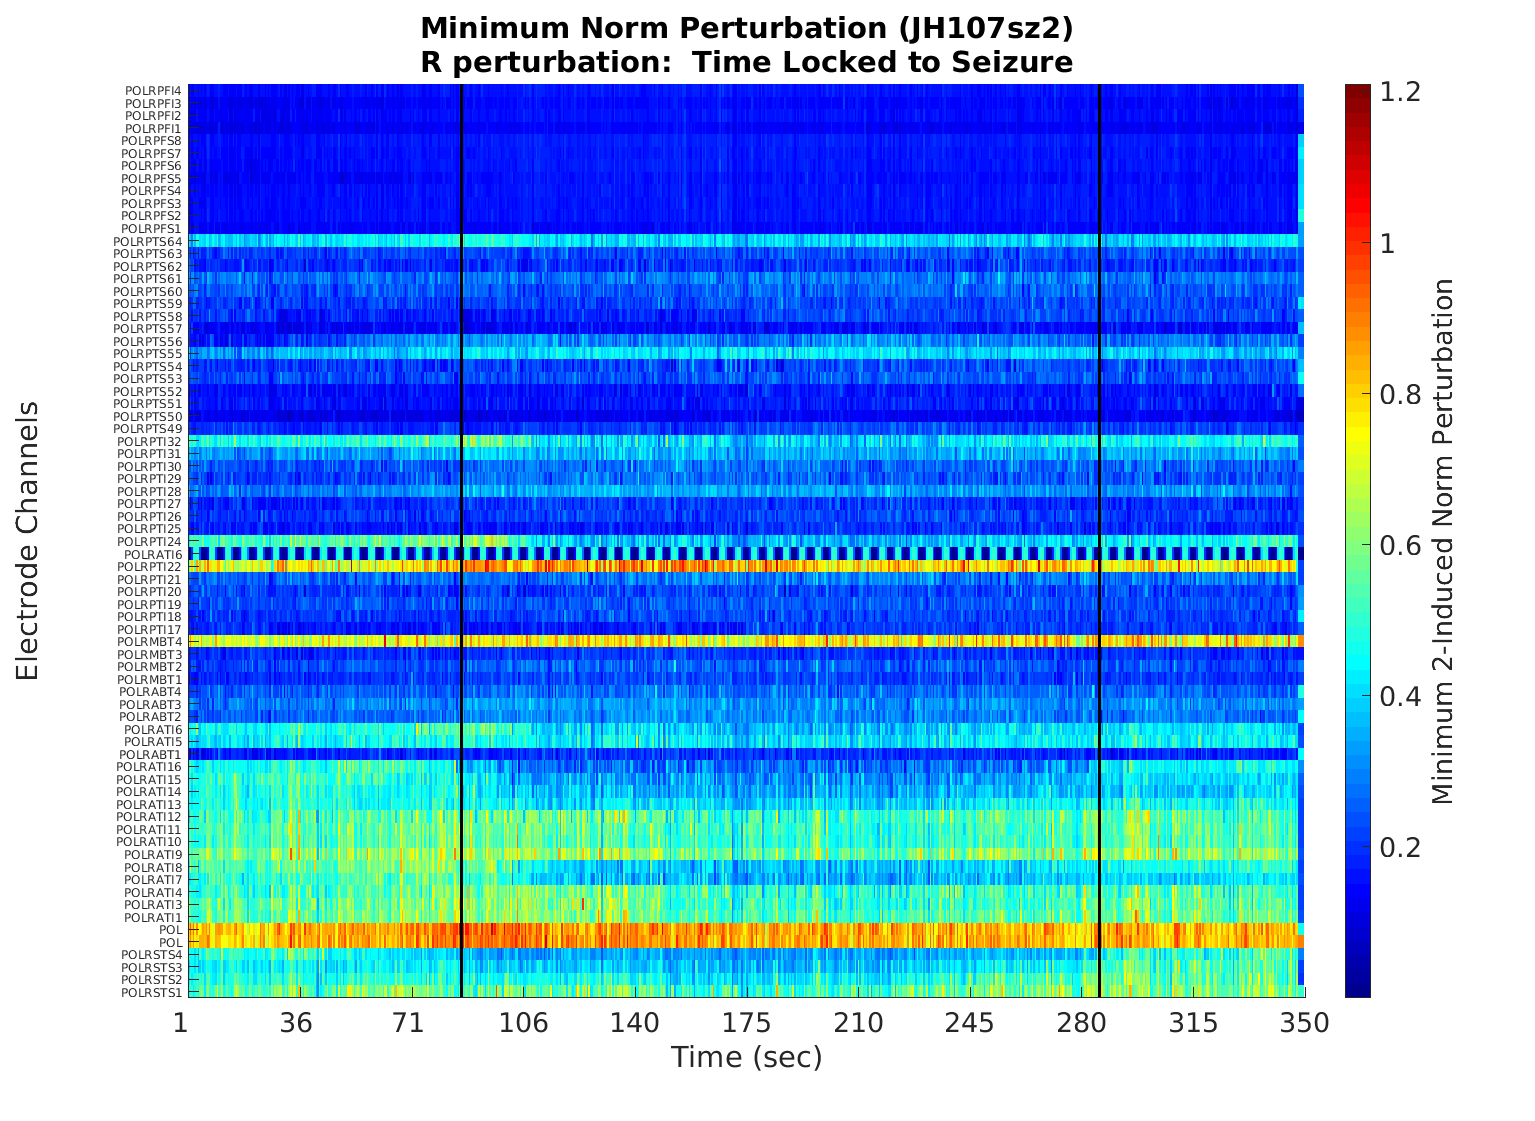 Minimum Norm Perturbation (JH107sz2)
R perturbation:  Time Locked to Seizure
Electrode Channels
POLRPFI4
POLRPFI3
POLRPFI2
POLRPFI1
POLRPFS8
POLRPFS7
POLRPFS6
POLRPFS5
POLRPFS4
POLRPFS3
POLRPFS2
POLRPFS1
POLRPTS64
POLRPTS63
POLRPTS62
POLRPTS61
POLRPTS60
POLRPTS59
POLRPTS58
POLRPTS57
POLRPTS56
POLRPTS55
POLRPTS54
POLRPTS53
POLRPTS52
POLRPTS51
POLRPTS50
POLRPTS49
POLRPTI32
POLRPTI31
POLRPTI30
POLRPTI29
POLRPTI28
POLRPTI27
POLRPTI26
POLRPTI25
POLRPTI24
POLRATI6
POLRPTI22
POLRPTI21
POLRPTI20
POLRPTI19
POLRPTI18
POLRPTI17
POLRMBT4
POLRMBT3
POLRMBT2
POLRMBT1
POLRABT4
POLRABT3
POLRABT2
POLRATI6
POLRATI5
POLRABT1
POLRATI16
POLRATI15
POLRATI14
POLRATI13
POLRATI12
POLRATI11
POLRATI10
POLRATI9
POLRATI8
POLRATI7
POLRATI4
POLRATI3
POLRATI1
POL
POL
POLRSTS4
POLRSTS3
POLRSTS2
POLRSTS1
1 36 71 106 140 175 210 245 280 315 350
Time (sec)
1.2
1
0.8
0.6
0.4
0.2
Minimum 2-Induced Norm Perturbation